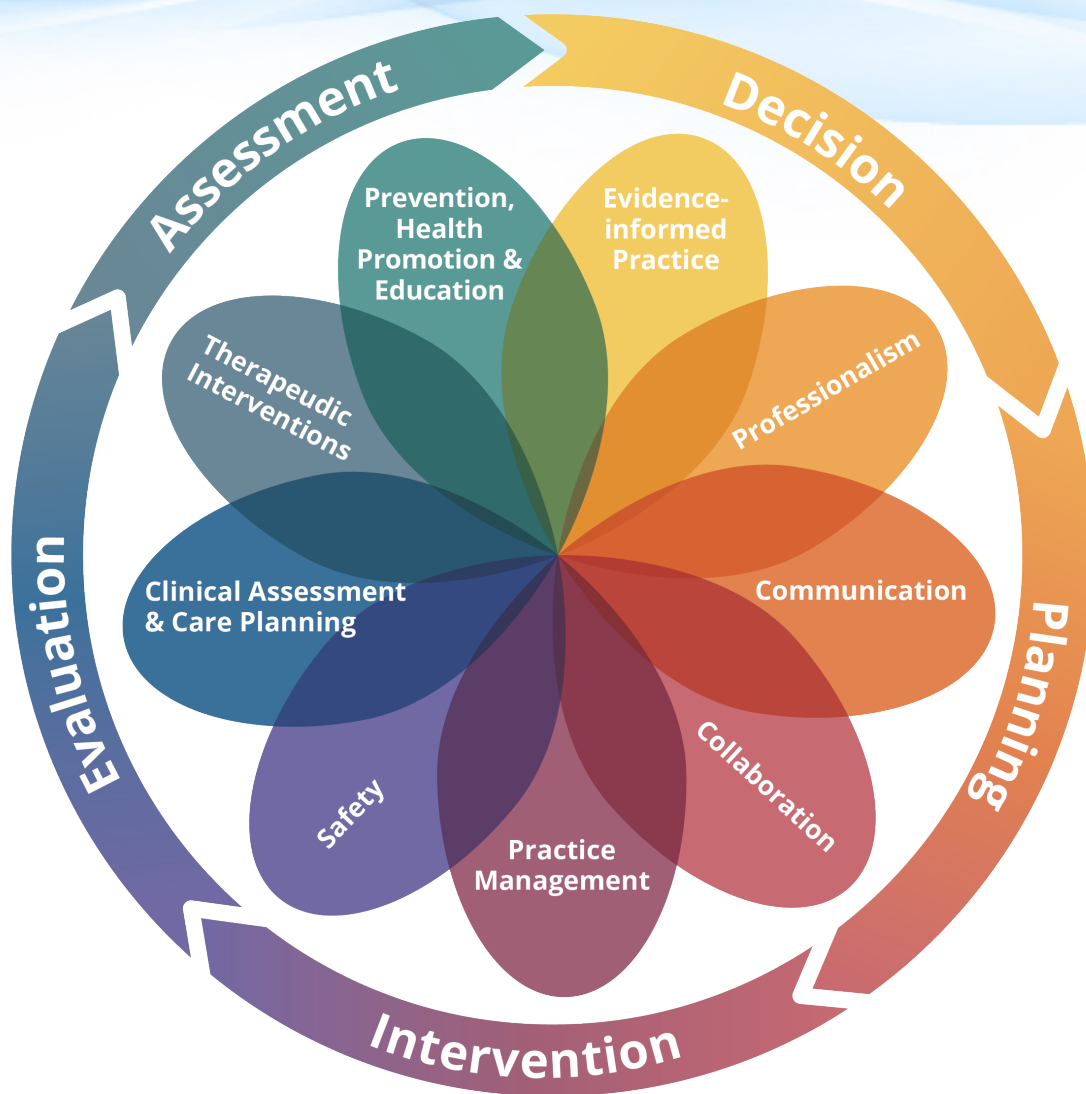 Assessment
Decision
Planning
Intervention
Evaluation
Prevention,
Health
Promotion &
Education
Evidence-
informed
Practice
Professionalism
Communication
Collaboration
Practice
Management
Safety
Clinical Assessment
& Care Planning
Therapeudic
Interventions